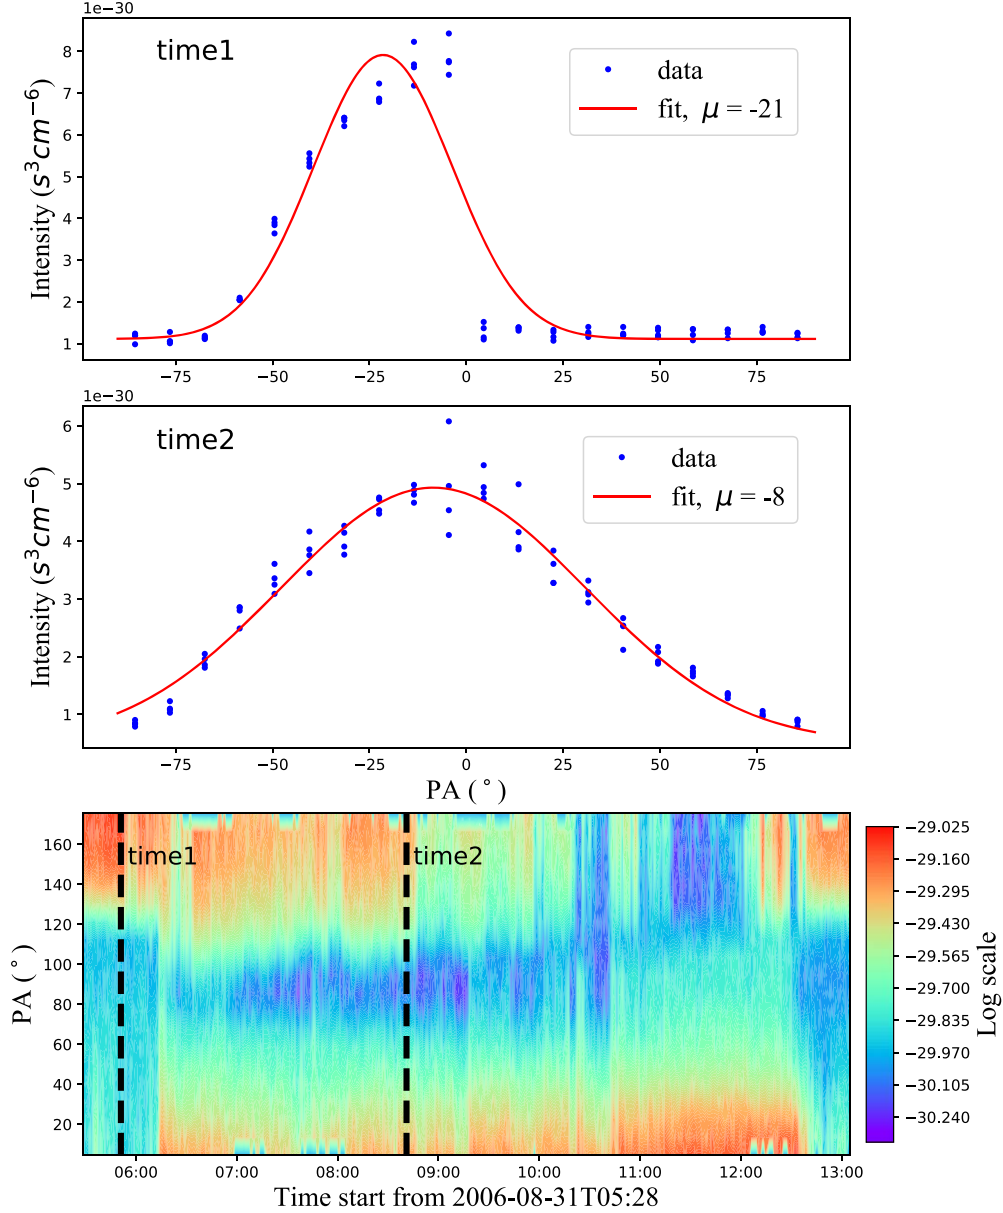 1e−30
time1
data
fit, μ = -21
Intensity (s³cm⁻⁶)
8
7
6
5
4
3
2
1
−75 −50 −25 0 25 50 75
1e−30
time2
data
fit, μ = -8
Intensity (s³cm⁻⁶)
6
5
4
3
2
1
−75 −50 −25 0 25 50 75
PA (°)
time1
time2
PA (°)
160
140
120
100
80
60
40
20
06:00 07:00 08:00 09:00 10:00 11:00 12:00 13:00
Time start from 2006-08-31T05:28
−29.025
−29.160
−29.295
−29.430
−29.565
−29.700
−29.835
−29.970
−30.105
−30.240
Log scale